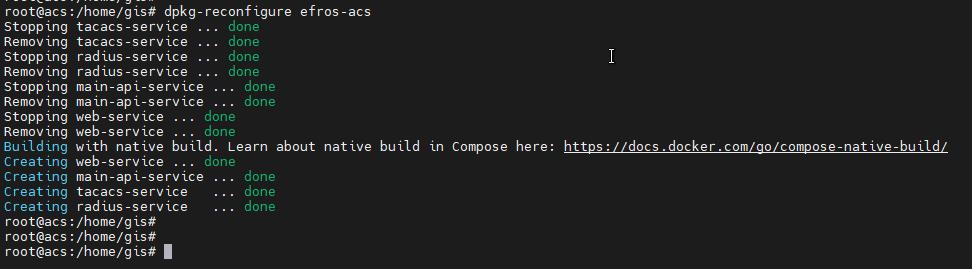 root@acs:/home/gis# dpkg-reconfigure efros-acs
Stopping tacacs-service ... done
Removing tacacs-service ... done
Stopping radius-service ... done
Removing radius-service ... done
Stopping main-api-service ... done
Removing main-api-service ... done
Stopping web-service ... done
Removing web-service ... done
Building with native build. Learn about native build in Compose here: https://docs.docker.com/go/compose-native-build/
Creating web-service ... done
Creating main-api-service ... done
Creating tacacs-service   ... done
Creating radius-service   ... done
root@acs:/home/gis#
root@acs:/home/gis#
root@acs:/home/gis#